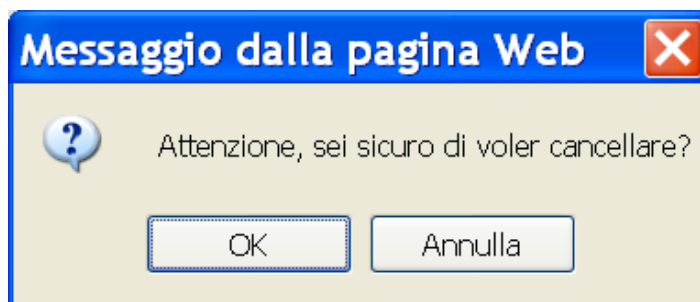 Messaggio dalla pagina Web
Attenzione, sei sicuro di voler cancellare?
OK
Annulla